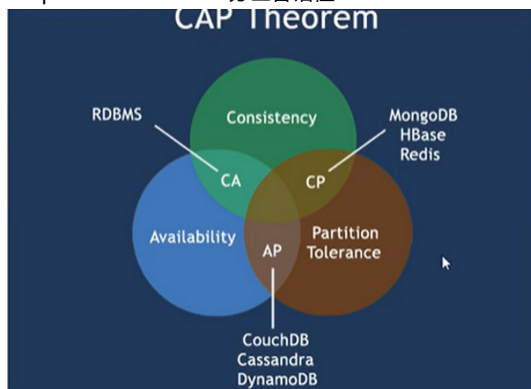 CAP Theorem
RDBMS
Consistency
MongoDB
HBase
Redis
CA
CP
Availability
Partition
Tolerance
AP
CouchDB
Cassandra
DynamoDB